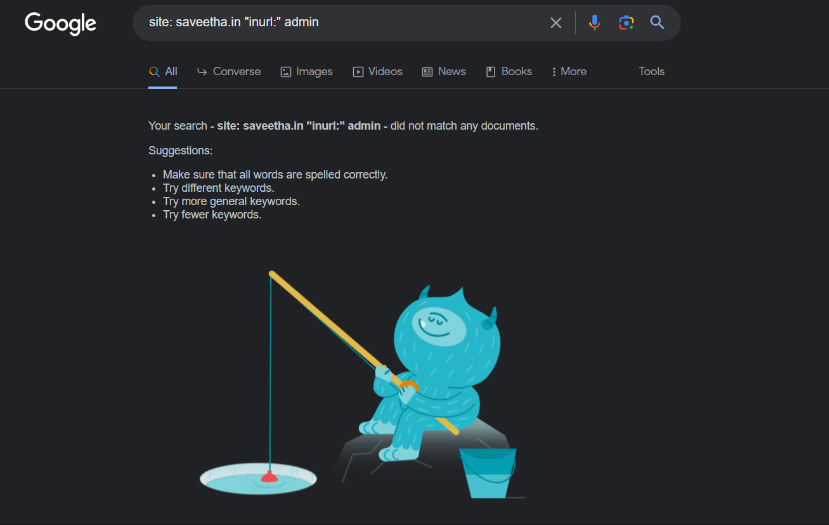 Google
site: saveetha.in "inurl:" admin
All
Converse
Images
Videos
News
Books
More
Tools
Your search - site: saveetha.in "inurl:" admin - did not match any documents.
Suggestions:
• Make sure that all words are spelled correctly.
• Try different keywords.
• Try more general keywords.
• Try fewer keywords.